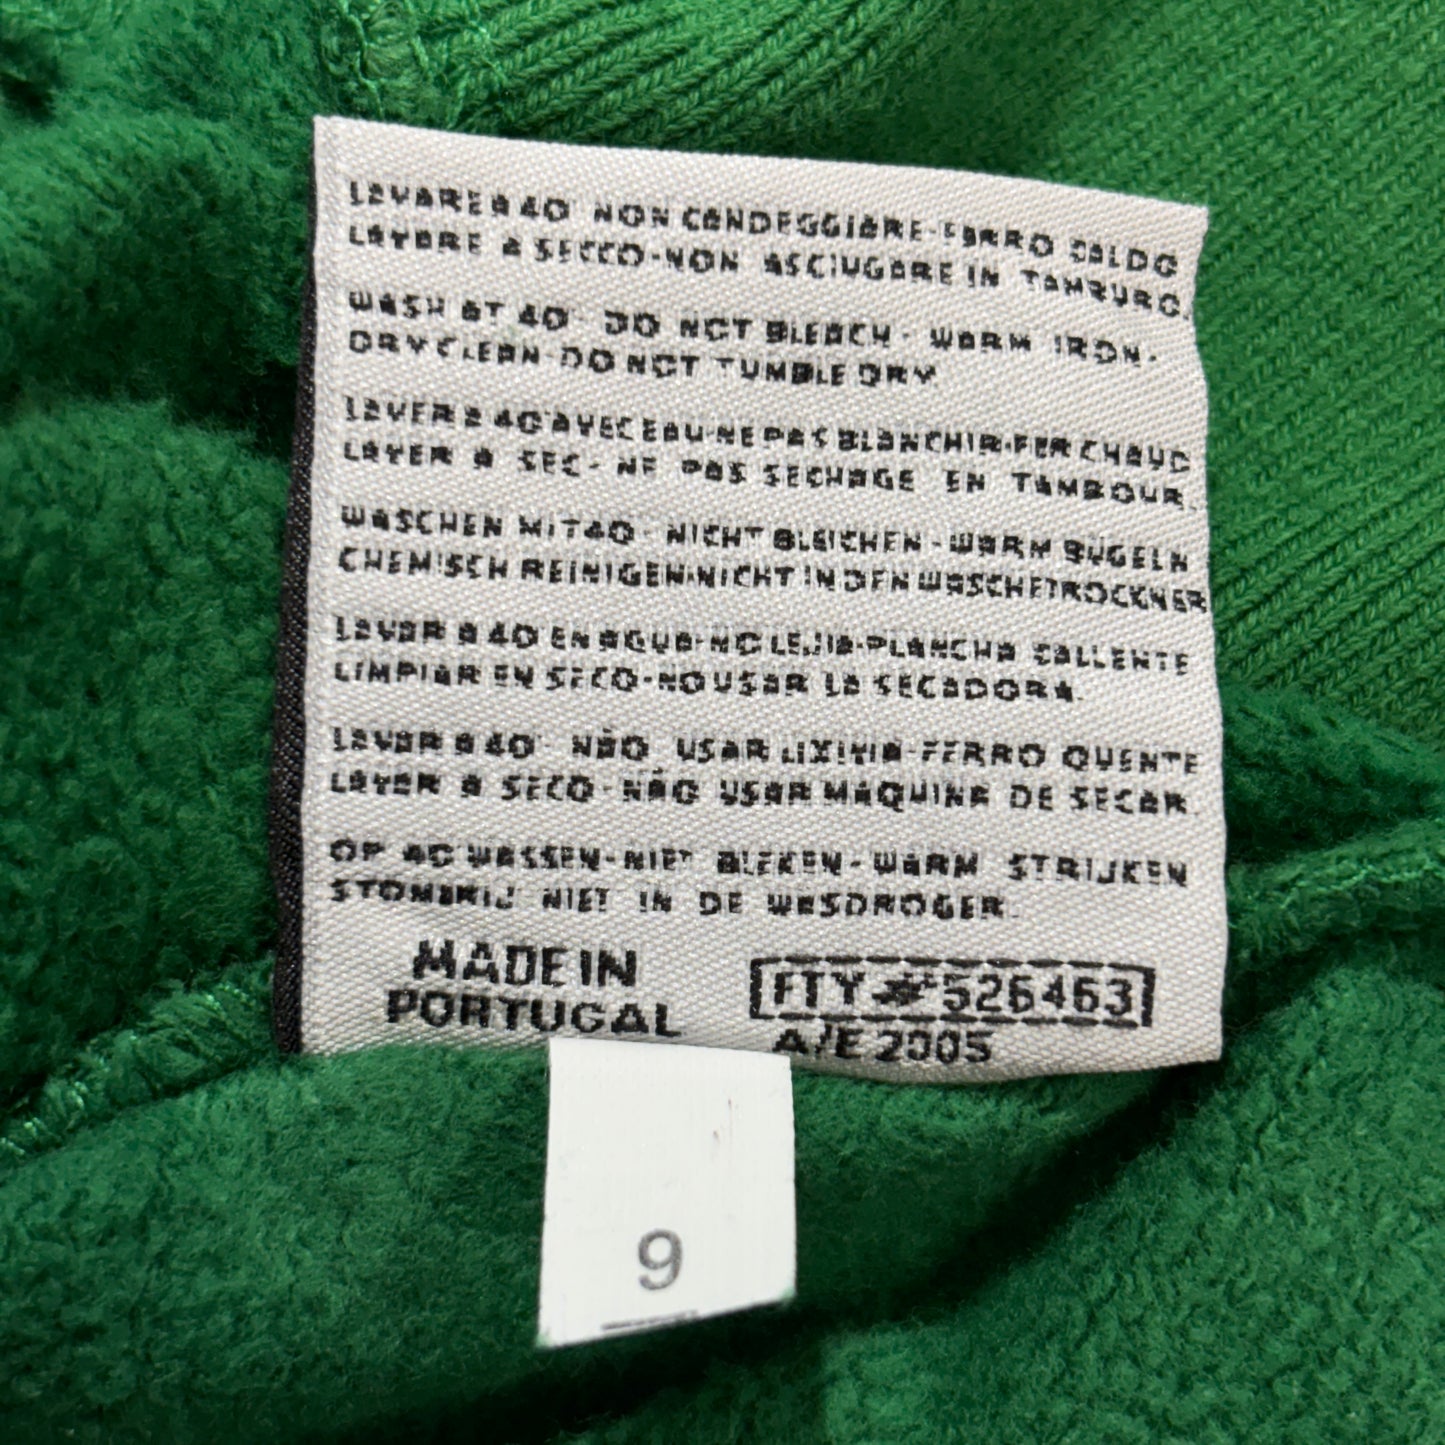 LAVARE A 40° NON CANDEGGIARE-FERRO CALDO
LAVARE A SECCO-NON ASCIUGARE IN TAMBURO.
WASH AT 40°- DO NOT BLEACH - WARM IRON-
DRY CLEAN-DO NOT TUMBLE DRY
LAVER A 40°AVEC EAU-NE PAS BLANCHIR-FER CHAUD
LAVER A SEC- NE PAS SECHAGE EN TAMBOUR.
WASCHEN MIT 40°- NICHT BLEICHEN -WARM BÜGELN
CHEMISCH REINIGEN-NICHT IN DEN WASCHETROCKNER
LAVAR A 40 EN AGUA-NO LEJIA-PLANCHA CALLENTE
LIMPIAR EN SECO-NO USAR LA SECADORA.
LAVAR A 40° NÃO USAR LIXIVIA-FERRO QUENTE
LAVAR A SECO-NÃO USAR MAQUINA DE SECAR.
OP 40°WASSEN-NIET BLEKEN-WARM STRIJKEN
STOMERIJ NIET IN DE WASDROGER.
MADE IN
PORTUGAL
FTY # 526463
A/E 2005
9